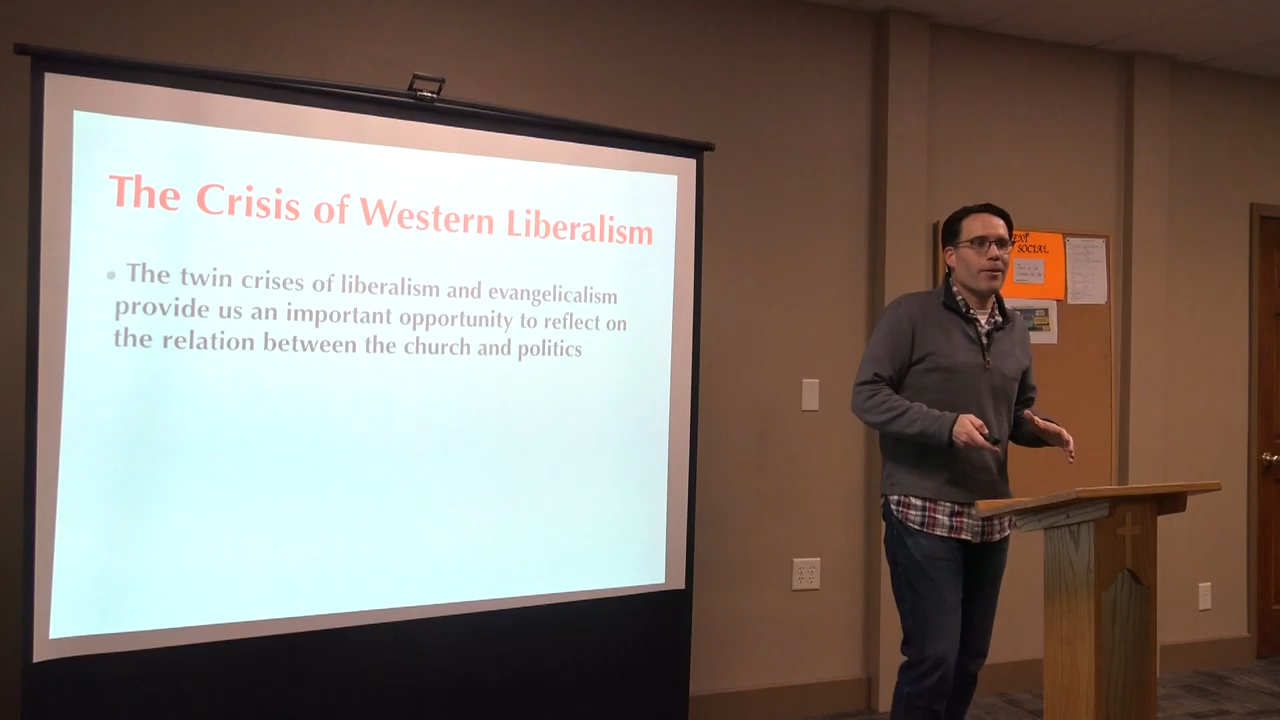 The Crisis of Western Liberalism
The twin crises of liberalism and evangelicalism
provide us an important opportunity to reflect on
the relation between the church and politics
SOCIAL